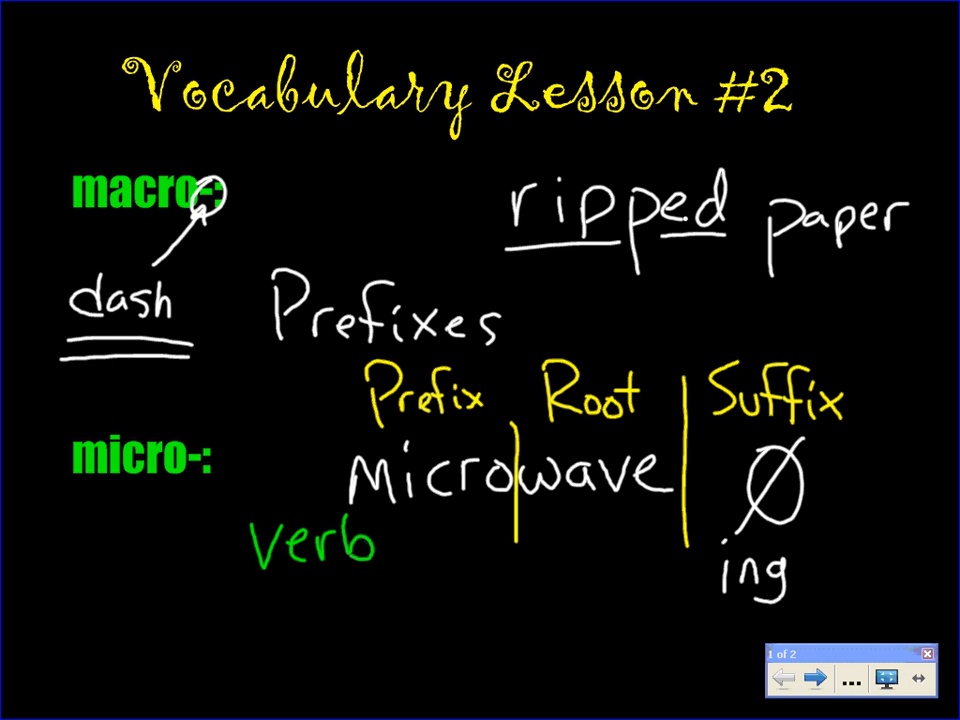 Vocabulary Lesson #2
macro-:
ripped paper
dash
Prefixes
Prefix Root Suffix
micro-:
Microwave Ø
Verb
ing
1 of 2
...